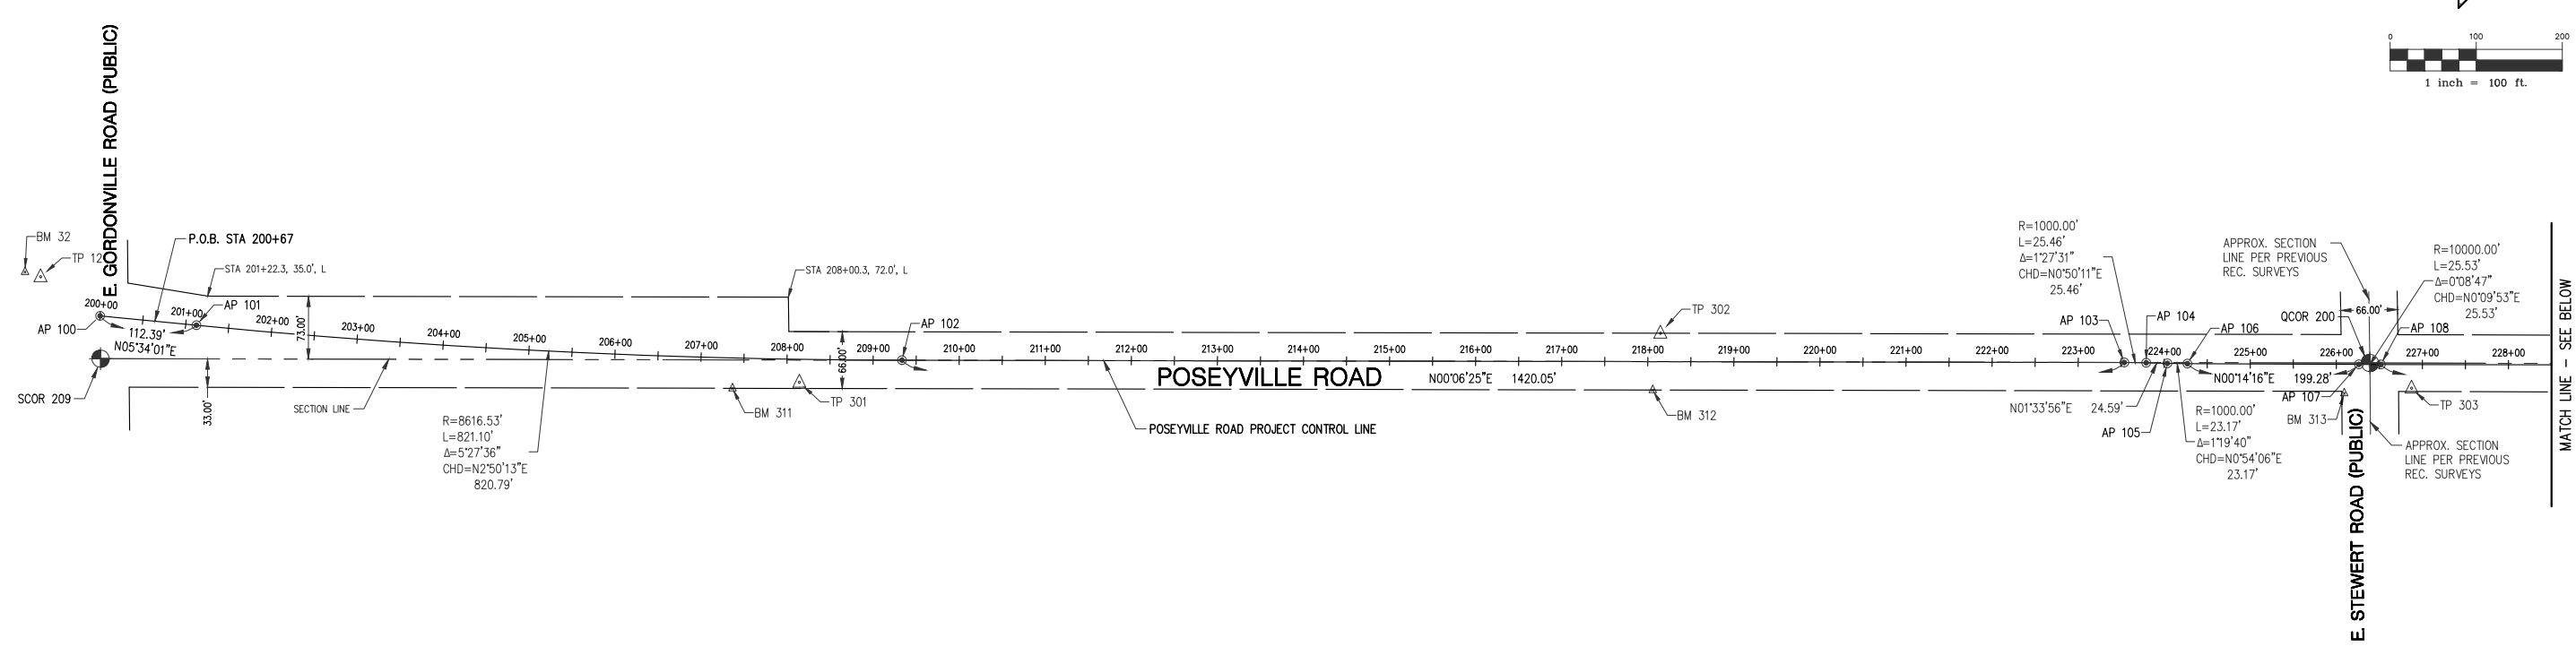 0 100 200
1 inch = 100 ft.
E. GORDONVILLE ROAD (PUBLIC)
BM 32
TP 12
P.O.B. STA 200+67
STA 201+22.3, 35.0', L
STA 208+00.3, 72.0', L
AP 100
AP 101
112.39'
N05°34'01"E
SCOR 209
33.00'
73.00'
SECTION LINE
R=8616.53'
L=821.10'
Δ=5°27'36"
CHD=N2°50'13"E
820.79'
200+00 201+00 202+00 203+00 204+00 205+00 206+00 207+00 208+00 209+00 210+00 211+00 212+00 213+00 214+00 215+00 216+00 217+00 218+00 219+00 220+00 221+00 222+00 223+00 224+00 225+00 226+00 227+00 228+00
BM 311
TP 301
66.00'
AP 102
POSEYVILLE ROAD
POSEYVILLE ROAD PROJECT CONTROL LINE
N00°06'25"E 1420.05'
TP 302
BM 312
R=1000.00'
L=25.46'
Δ=1°27'31"
CHD=N0°50'11"E
25.46'
AP 103
AP 104
AP 106
N01°33'56"E 24.59'
AP 105
R=1000.00'
L=23.17'
Δ=1°19'40"
CHD=N0°54'06"E
23.17'
N00°14'16"E 199.28'
APPROX. SECTION
LINE PER PREVIOUS
REC. SURVEYS
QCOR 200
66.00'
R=10000.00'
L=25.53'
Δ=0°08'47"
CHD=N0°09'53"E
25.53'
AP 108
AP 107
BM 313
TP 303
APPROX. SECTION
LINE PER PREVIOUS
REC. SURVEYS
E. STEWERT ROAD (PUBLIC)
MATCH LINE - SEE BELOW